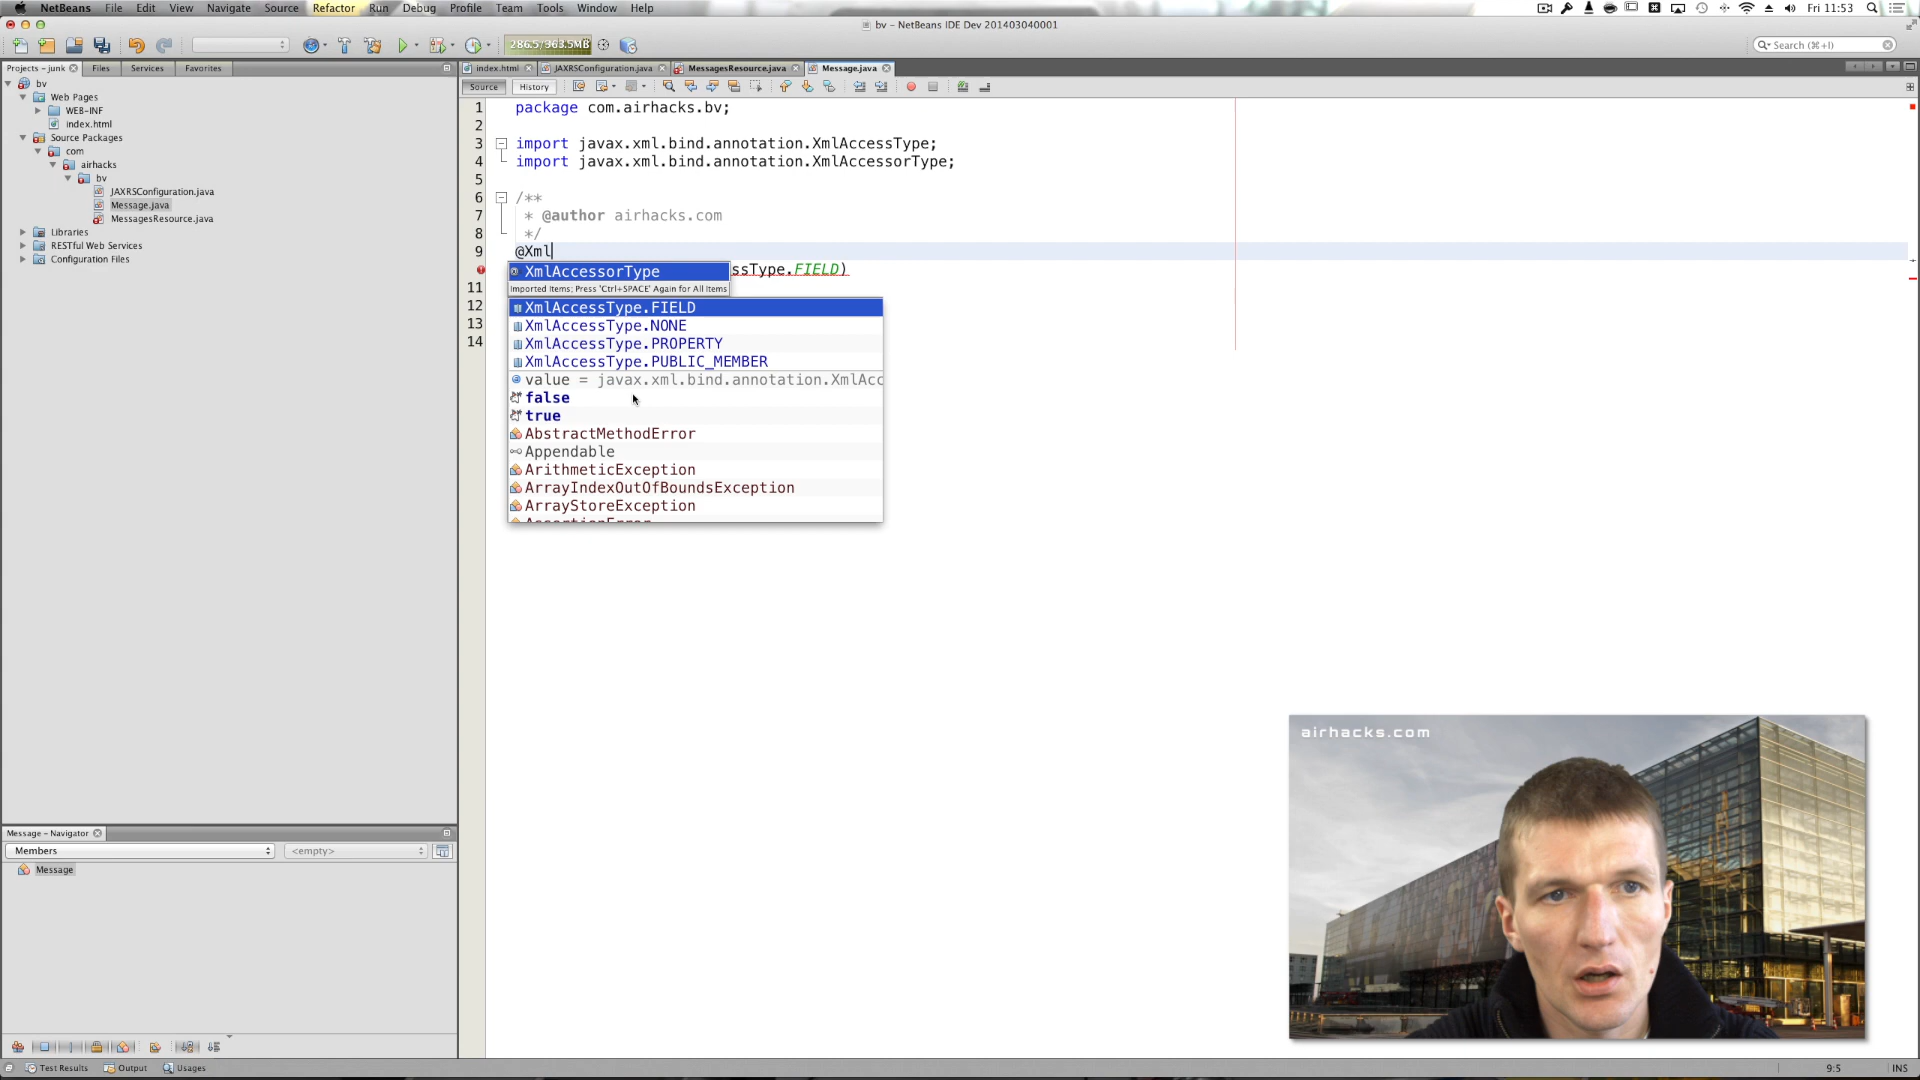 NetBeans File Edit View Navigate Source Refactor Run Debug Profile Team Tools Window Help Fri 11:53
bv – NetBeans IDE Dev 201403040001
286.5/963.5MB Search (⌘+I)
Projects – junk Files Services Favorites
index.html JAXRSConfiguration.java MessagesResource.java Message.java
Source History
bv
Web Pages
WEB-INF
index.html
Source Packages
com
airhacks
bv
JAXRSConfiguration.java
Message.java
MessagesResource.java
Libraries
RESTful Web Services
Configuration Files
1 package com.airhacks.bv;
2
3 import javax.xml.bind.annotation.XmlAccessType;
4 import javax.xml.bind.annotation.XmlAccessorType;
5
6 /**
7 * @author airhacks.com
8 */
9 @Xml
ssType.FIELD)
11
12
13
14
XmlAccessorType
Imported Items; Press 'Ctrl+SPACE' Again for All Items
XmlAccessType.FIELD
XmlAccessType.NONE
XmlAccessType.PROPERTY
XmlAccessType.PUBLIC_MEMBER
value = javax.xml.bind.annotation.XmlAcc
false
true
AbstractMethodError
Appendable
ArithmeticException
ArrayIndexOutOfBoundsException
ArrayStoreException
AssertionError
airhacks.com
Message – Navigator
Members <empty>
Message
Test Results Output Usages
9:5 INS